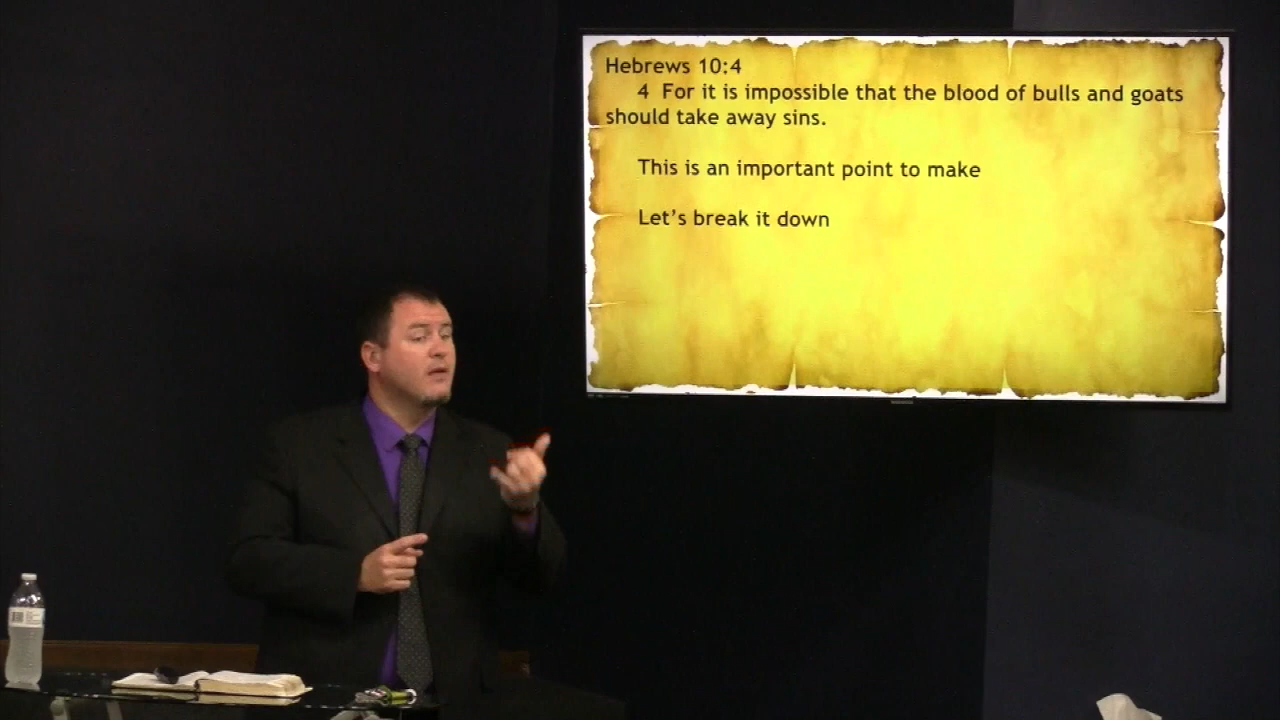 Hebrews 10:4
4 For it is impossible that the blood of bulls and goats
should take away sins.
This is an important point to make
Let's break it down